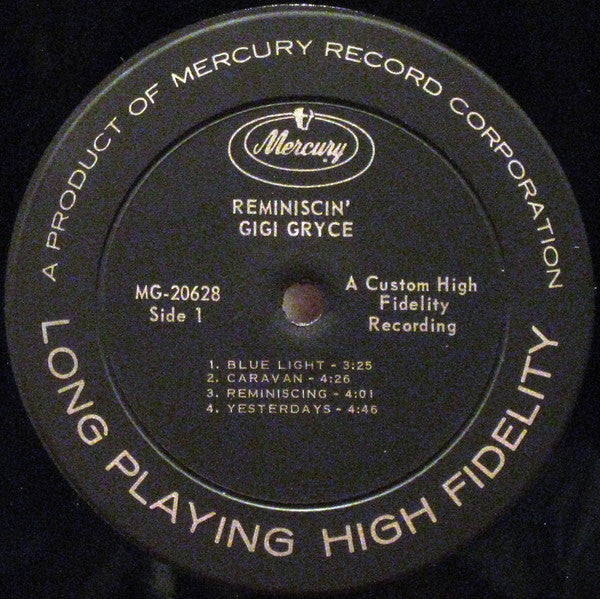 A PRODUCT OF MERCURY RECORD CORPORATION
Mercury
REMINISCIN'
GIGI GRYCE
MG-20628
Side 1
A Custom High
Fidelity
Recording
1. BLUE LIGHT - 3:25
2. CARAVAN - 4:26
3. REMINISCING - 4:01
4. YESTERDAYS - 4:46
LONG PLAYING HIGH FIDELITY